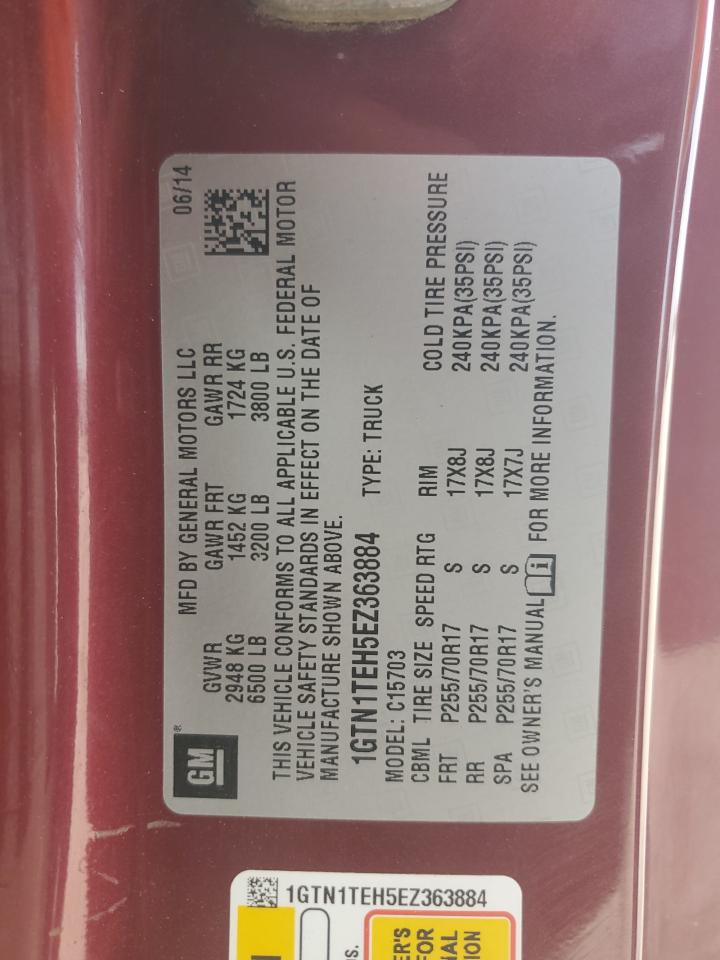 MFD BY GENERAL MOTORS LLC 06/14
GM®
GVWR GAWR FRT GAWR RR
2948 KG 1452 KG 1724 KG
6500 LB 3200 LB 3800 LB
THIS VEHICLE CONFORMS TO ALL APPLICABLE U.S. FEDERAL MOTOR
VEHICLE SAFETY STANDARDS IN EFFECT ON THE DATE OF
MANUFACTURE SHOWN ABOVE.
1GTN1TEH5EZ363884 TYPE: TRUCK
MODEL: C15703
CBML TIRE SIZE SPEED RTG RIM COLD TIRE PRESSURE
FRT P255/70R17 S 17X8J 240KPA(35PSI)
RR P255/70R17 S 17X8J 240KPA(35PSI)
SPA P255/70R17 S 17X7J 240KPA(35PSI)
SEE OWNER'S MANUAL FOR MORE INFORMATION.
1GTN1TEH5EZ363884